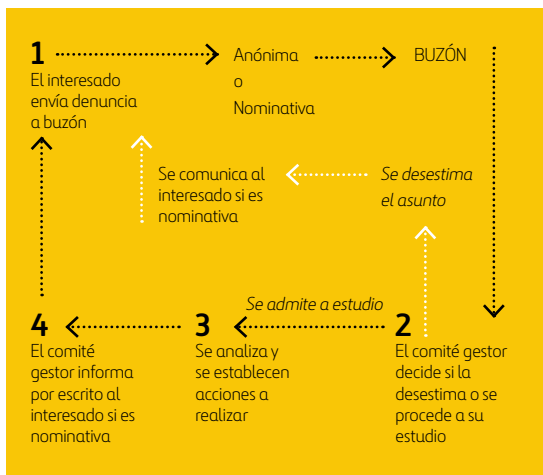 1
El interesado
envía denuncia
a buzón
Anónima
o
Nominativa
BUZÓN
Se comunica al
interesado si es
nominativa
Se desestima
el asunto
Se admite a estudio
4
El comité
gestor informa
por escrito al
interesado si es
nominativa
3
Se analiza y
se establecen
acciones a
realizar
2
El comité gestor
decide si la
desestima o se
procede a su
estudio